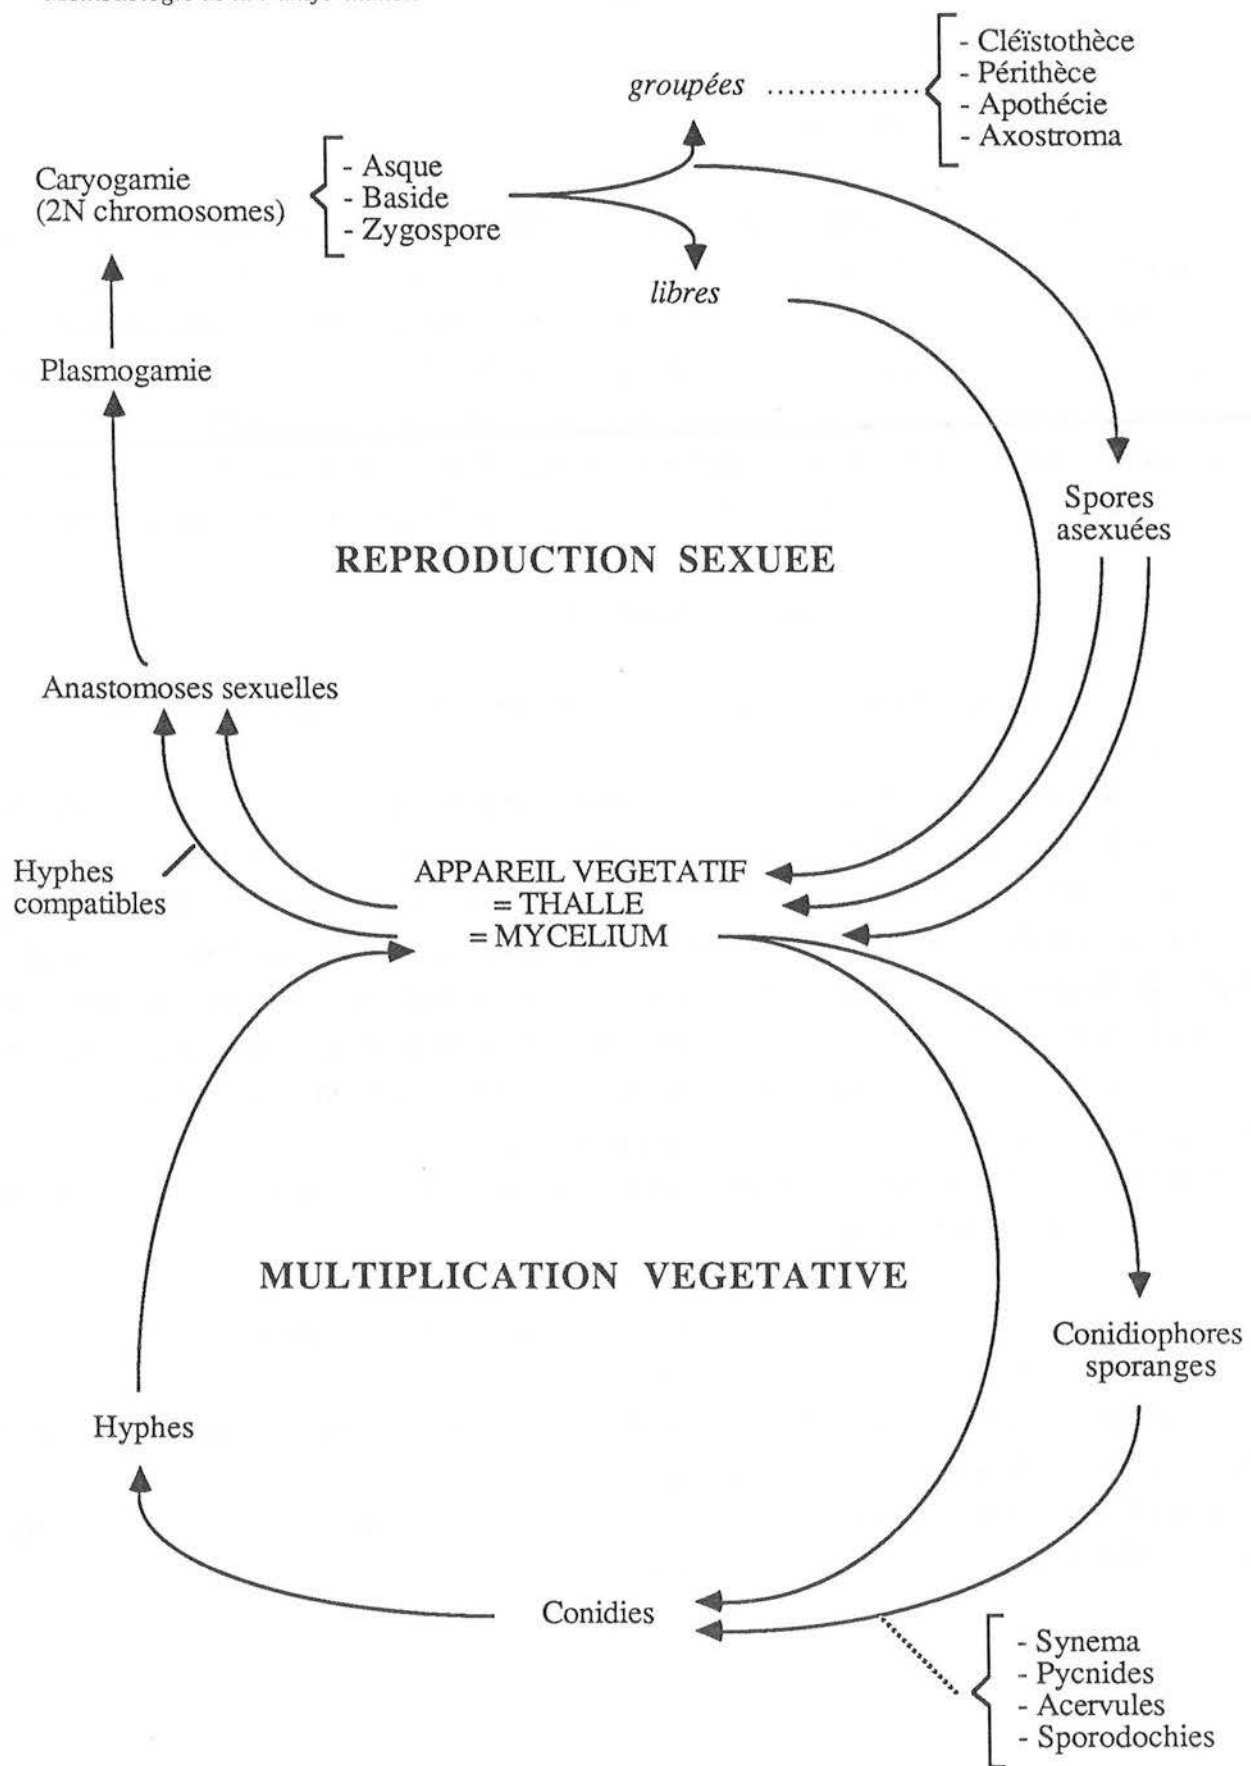 groupées
- Cléïstothèce
- Périthèce
- Apothécie
- Axostroma
Caryogamie
(2N chromosomes)
- Asque
- Baside
- Zygospore
libres
Plasmogamie
Spores
asexuées
REPRODUCTION SEXUEE
Anastomoses sexuelles
Hyphes
compatibles
APPAREIL VEGETATIF
= THALLE
= MYCELIUM
MULTIPLICATION VEGETATIVE
Conidiophores
sporanges
Hyphes
Conidies
- Synema
- Pycnides
- Acervules
- Sporodochies